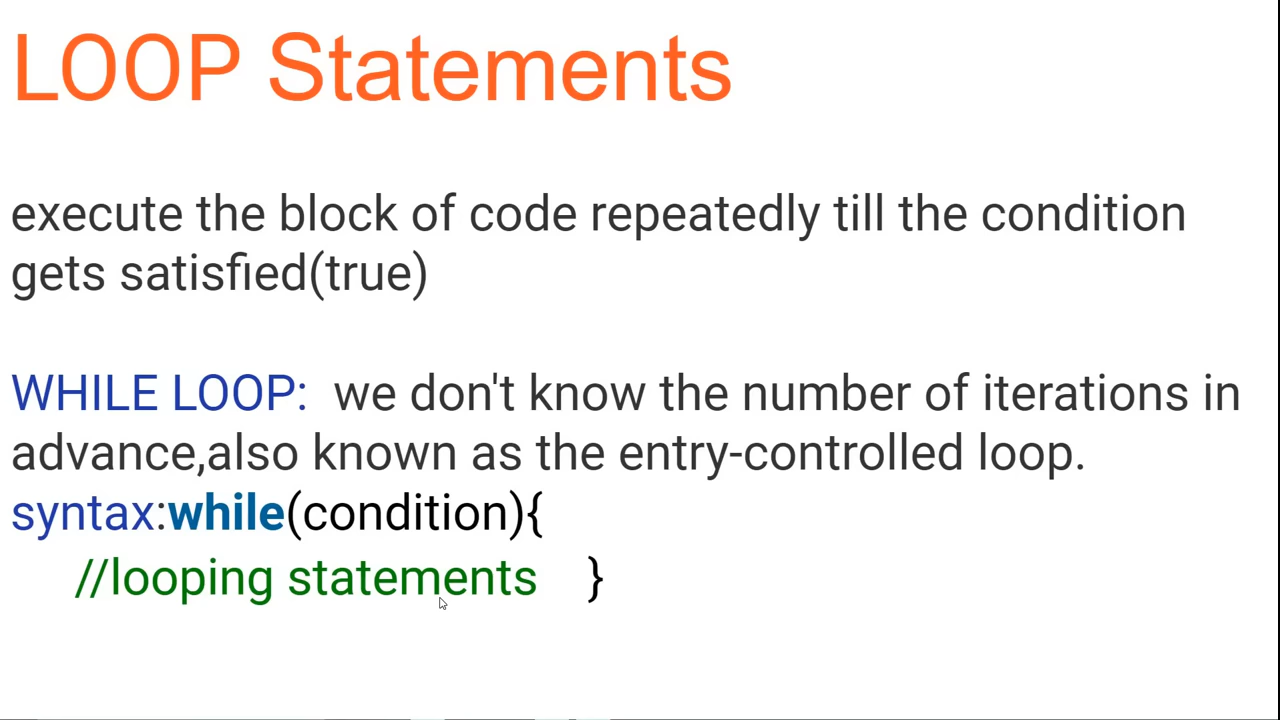 LOOP Statements
execute the block of code repeatedly till the condition
gets satisfied(true)
WHILE LOOP: we don't know the number of iterations in
advance,also known as the entry-controlled loop.
syntax:while(condition){
//looping statements }